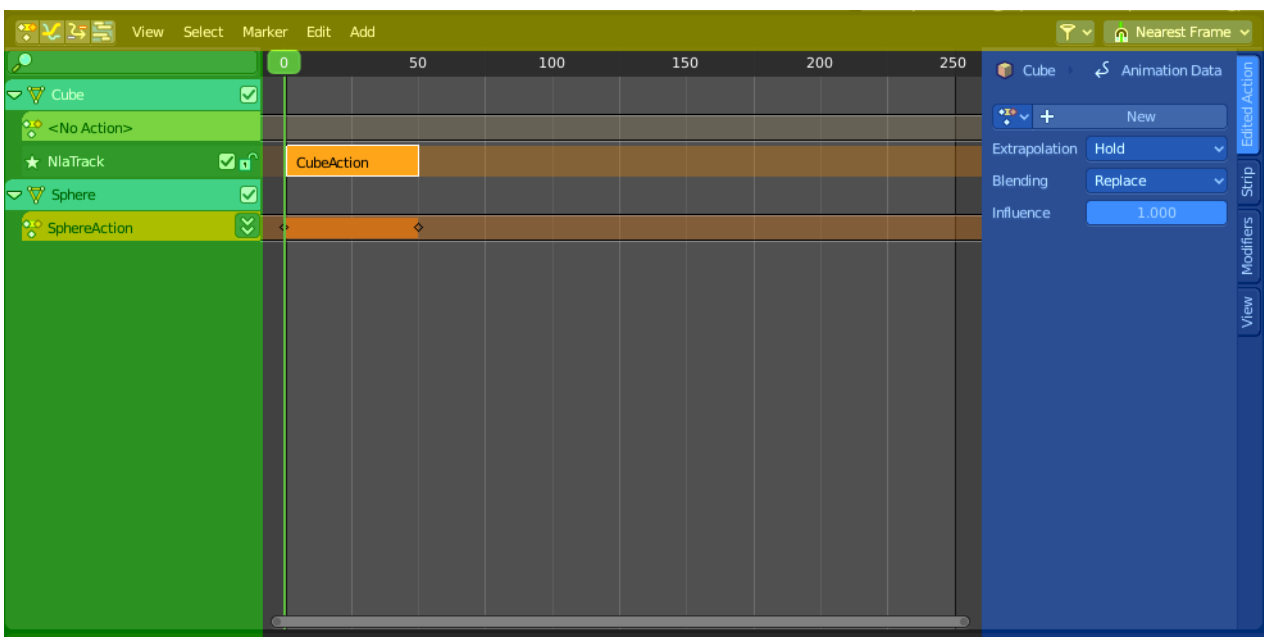 View Select Marker Edit Add Nearest Frame
0 50 100 150 200 250
Cube Animation Data
Cube
<No Action>
New
NlaTrack
CubeAction
Extrapolation Hold
Blending Replace
Sphere
Influence 1.000
SphereAction
Edited Action
Strip
Modifiers
View